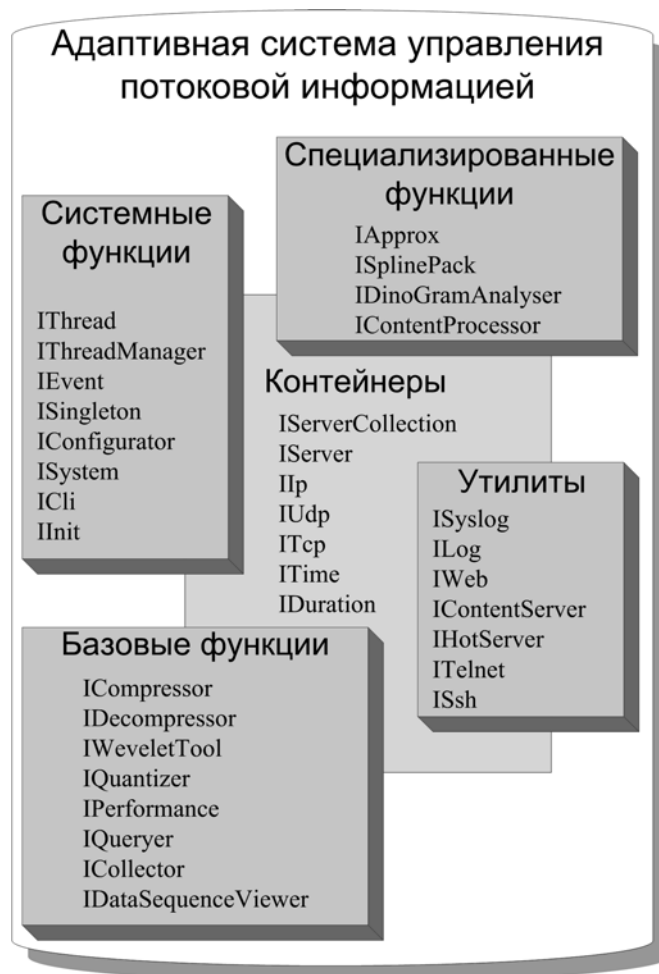 Адаптивная система управления
потоковой информацией
Специализированные
функции
IApprox
ISplinePack
IDinoGramAnalyser
IContentProcessor
Системные
функции
IThread
IThreadManager
IEvent
ISingleton
IConfigurator
ISystem
ICli
IInit
Контейнеры
IServerCollection
IServer
IIp
IUdp
ITcp
ITime
IDuration
Утилиты
ISyslog
ILog
IWeb
IContentServer
IHotServer
ITelnet
ISsh
Базовые функции
ICompressor
IDecompressor
IWeveletTool
IQuantizer
IPerformance
IQueryer
ICollector
IDataSequenceViewer